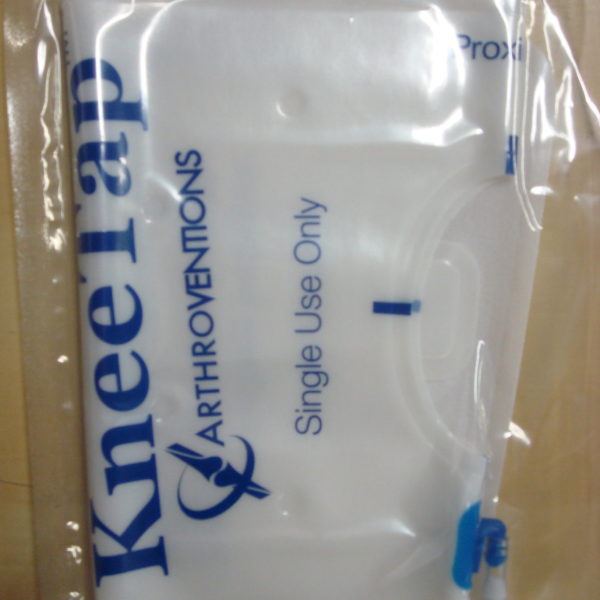 KneeTap
ARTHROVENTIONS
Single Use Only
Proxi